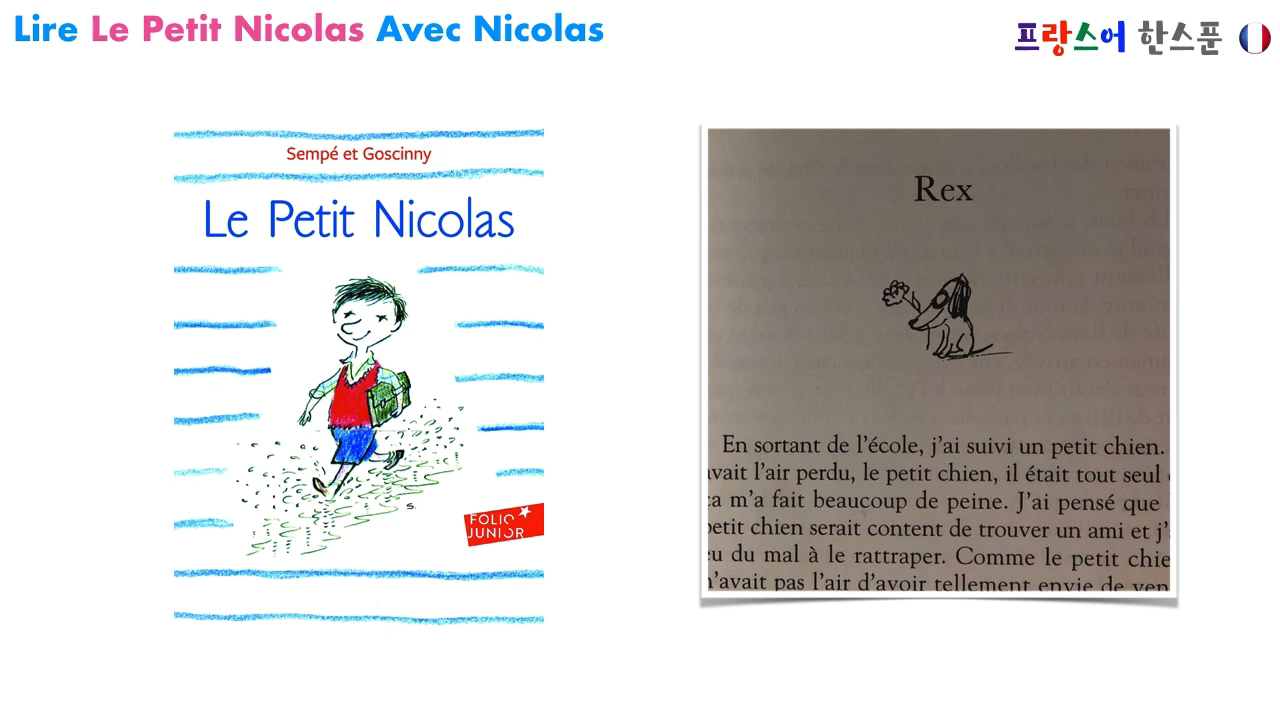 Lire Le Petit Nicolas Avec Nicolas
프랑스어 한스푼
Sempé et Goscinny
Le Petit Nicolas
S.
FOLIO
JUNIOR
Rex
En sortant de l'école, j'ai suivi un petit chien.
avait l'air perdu, le petit chien, il était tout seul
ça m'a fait beaucoup de peine. J'ai pensé que
petit chien serait content de trouver un ami et j'
eu du mal à le rattraper. Comme le petit chie
n'avait pas l'air d'avoir tellement envie de ven